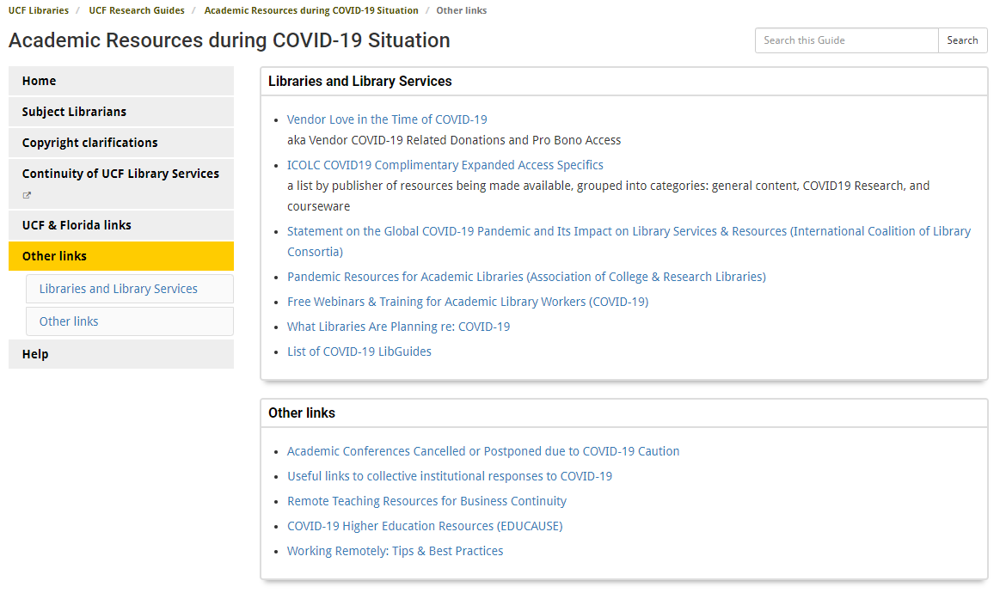 UCF Libraries / UCF Research Guides / Academic Resources during COVID-19 Situation / Other links
Academic Resources during COVID-19 Situation
Search this Guide
Search
Home
Subject Librarians
Copyright clarifications
Continuity of UCF Library Services
UCF & Florida links
Other links
Libraries and Library Services
Other links
Help
Libraries and Library Services
Vendor Love in the Time of COVID-19
aka Vendor COVID-19 Related Donations and Pro Bono Access
ICOLC COVID19 Complimentary Expanded Access Specifics
a list by publisher of resources being made available, grouped into categories: general content, COVID19 Research, and
courseware
Statement on the Global COVID-19 Pandemic and Its Impact on Library Services & Resources (International Coalition of Library
Consortia)
Pandemic Resources for Academic Libraries (Association of College & Research Libraries)
Free Webinars & Training for Academic Library Workers (COVID-19)
What Libraries Are Planning re: COVID-19
List of COVID-19 LibGuides
Other links
Academic Conferences Cancelled or Postponed due to COVID-19 Caution
Useful links to collective institutional responses to COVID-19
Remote Teaching Resources for Business Continuity
COVID-19 Higher Education Resources (EDUCAUSE)
Working Remotely: Tips & Best Practices